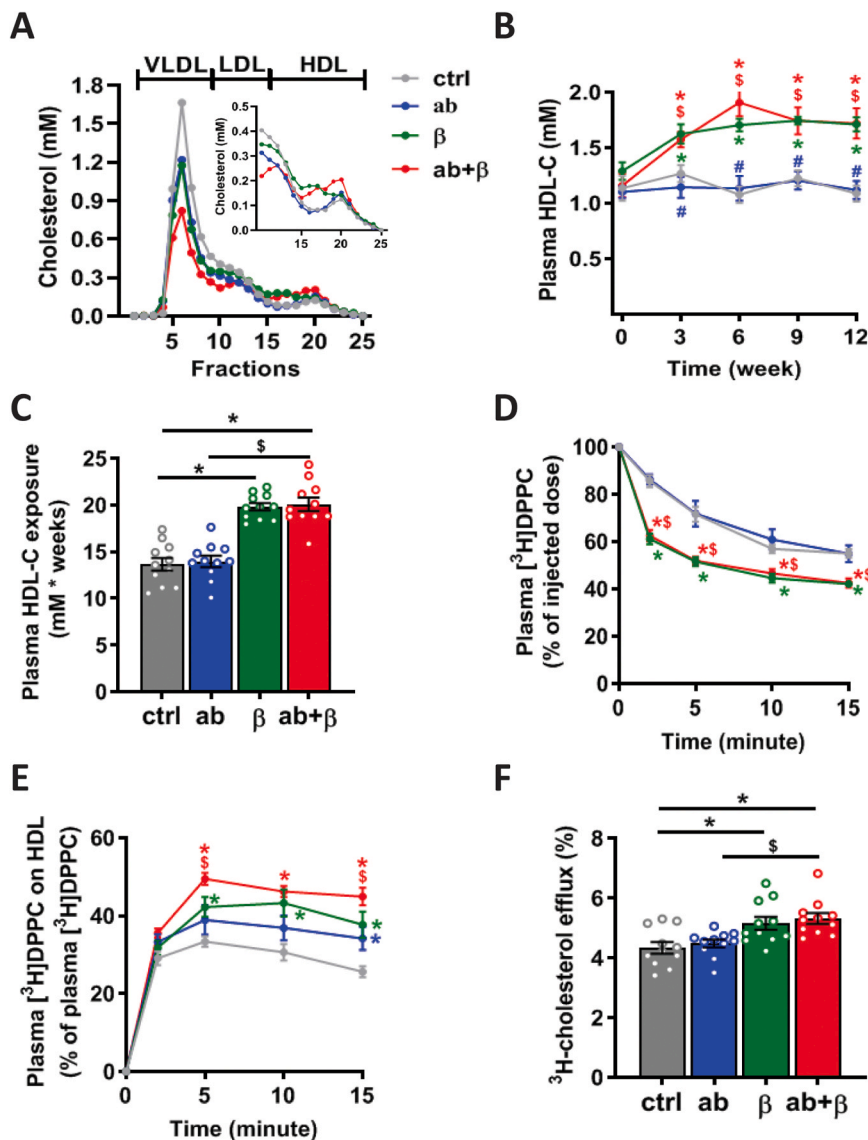 A
VLDL LDL HDL
Cholesterol (mM)
1.8
1.5
1.2
0.9
0.6
0.3
0.0
5 10 15 20 25
Fractions
Cholesterol (mM)
0.5
0.4
0.3
0.2
0.1
0.0
15 20 25
ctrl
ab
β
ab+β
B
Plasma HDL-C (mM)
2.0
1.5
1.0
* * * *
$ $ $ $
* * * *
# # # #
0 3 6 9 12
Time (week)
C
Plasma HDL-C exposure
(mM * weeks)
25
20
15
10
5
0
*
$
*
ctrl ab β ab+β
D
Plasma [³H]DPPC
(% of injected dose)
100
80
60
40
20
0
*$ *$ *$ *$
* * * *
0 5 10 15
Time (minute)
E
Plasma [³H]DPPC on HDL
(% of plasma [³H]DPPC)
60
40
20
0
* * *
$ $
* * *
*
0 5 10 15
Time (minute)
F
³H-cholesterol efflux (%)
8
6
4
2
0
*
*
$
ctrl ab β ab+β